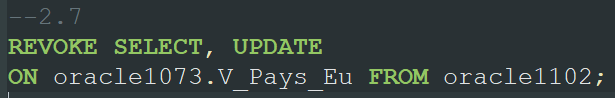 --2.7
REVOKE SELECT, UPDATE
ON oracle1073.V_Pays_Eu FROM oracle1102;